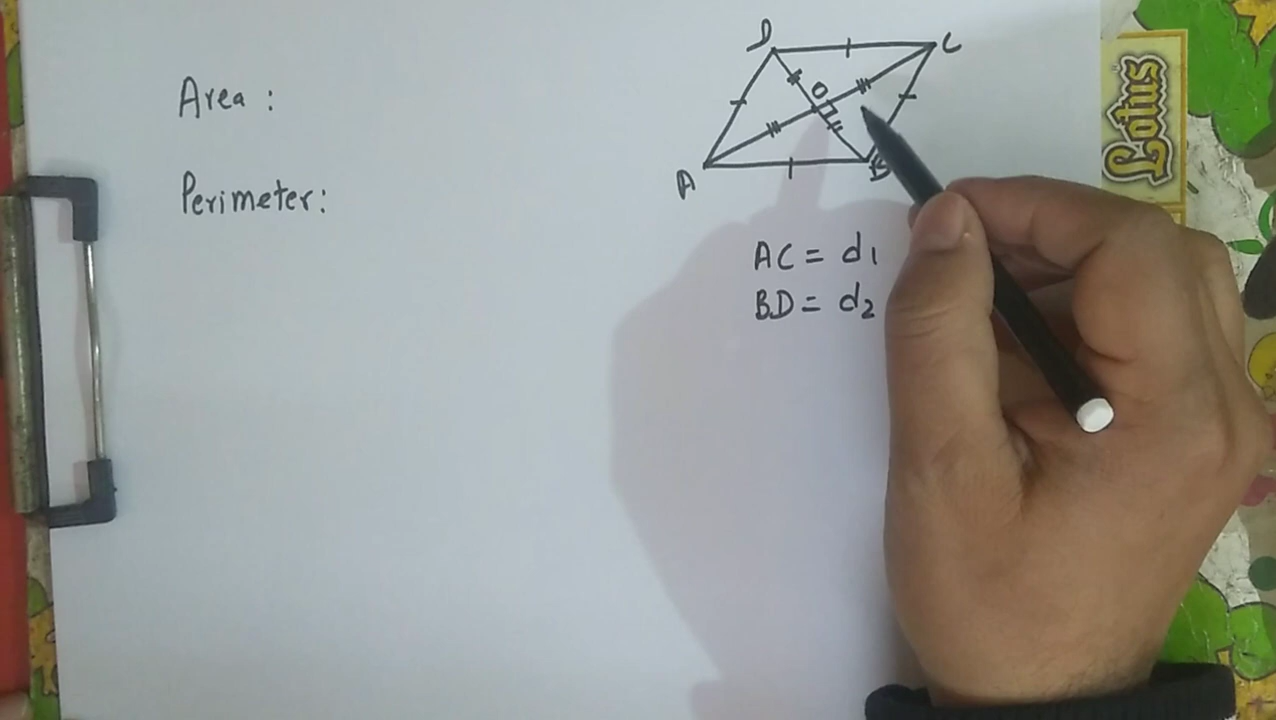 Area :
Perimeter:
D
C
O
A
B
AC = d1
BD = d2
Lotus